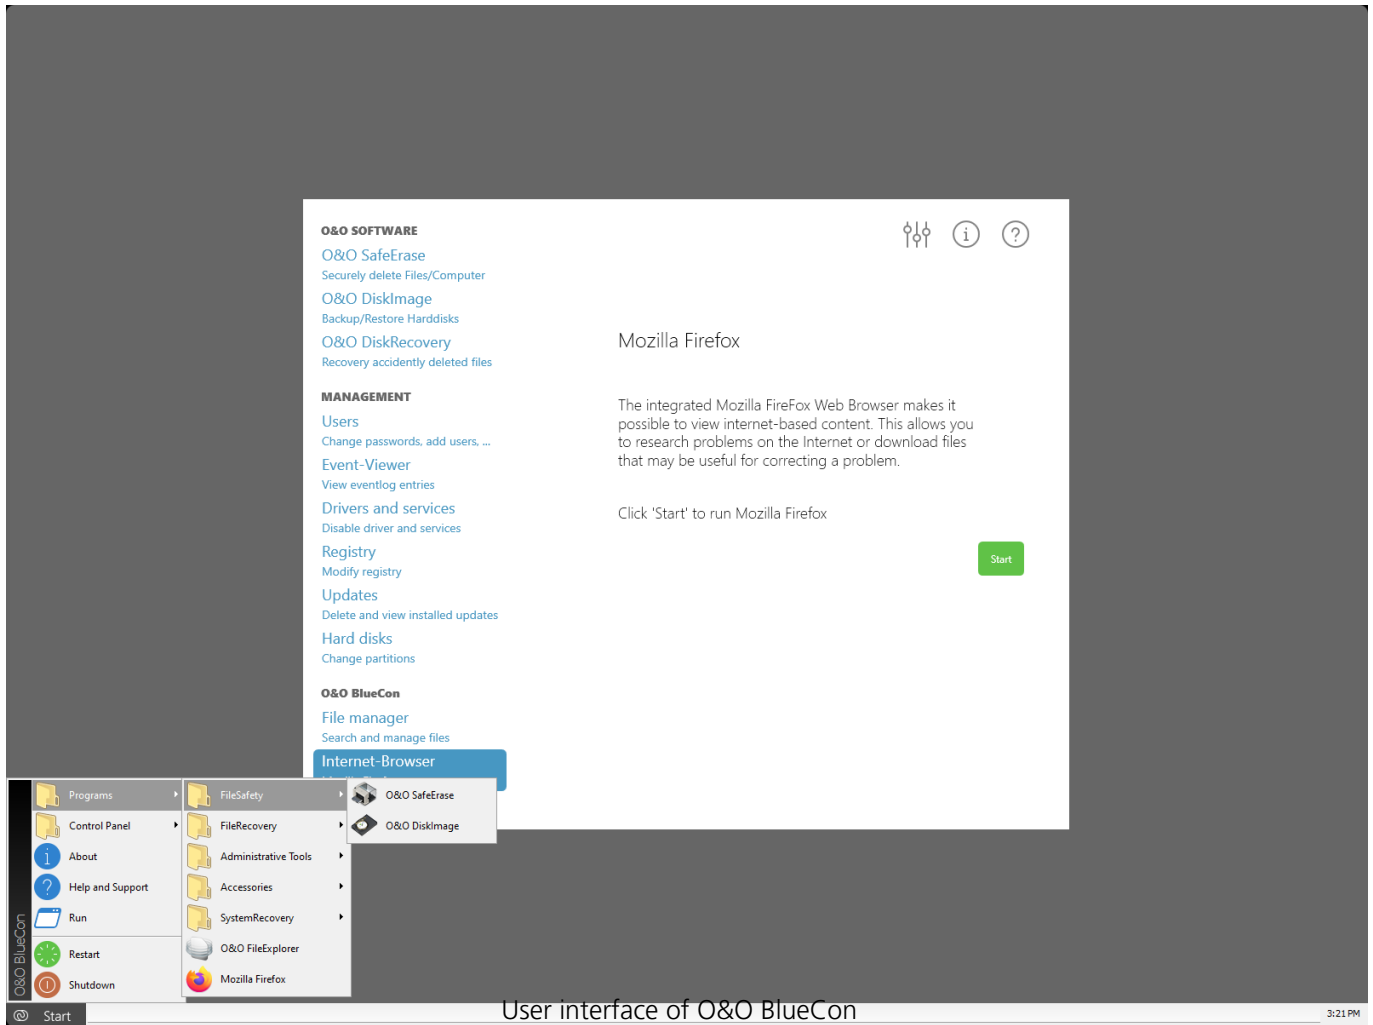 O&O SOFTWARE
O&O SafeErase
Securely delete Files/Computer
O&O DiskImage
Backup/Restore Harddisks
O&O DiskRecovery
Recovery accidently deleted files
MANAGEMENT
Users
Change passwords, add users, ...
Event-Viewer
View eventlog entries
Drivers and services
Disable driver and services
Registry
Modify registry
Updates
Delete and view installed updates
Hard disks
Change partitions
O&O BlueCon
File manager
Search and manage files
Internet-Browser
Mozilla Firefox
The integrated Mozilla FireFox Web Browser makes it
possible to view internet-based content. This allows you
to research problems on the Internet or download files
that may be useful for correcting a problem.
Click 'Start' to run Mozilla Firefox
Start
O&O BlueCon
Programs
Control Panel
About
Help and Support
Run
Restart
Shutdown
FileSafety
FileRecovery
Administrative Tools
Accessories
SystemRecovery
O&O FileExplorer
Mozilla Firefox
O&O SafeErase
O&O DiskImage
Start
User interface of O&O BlueCon
3:21 PM